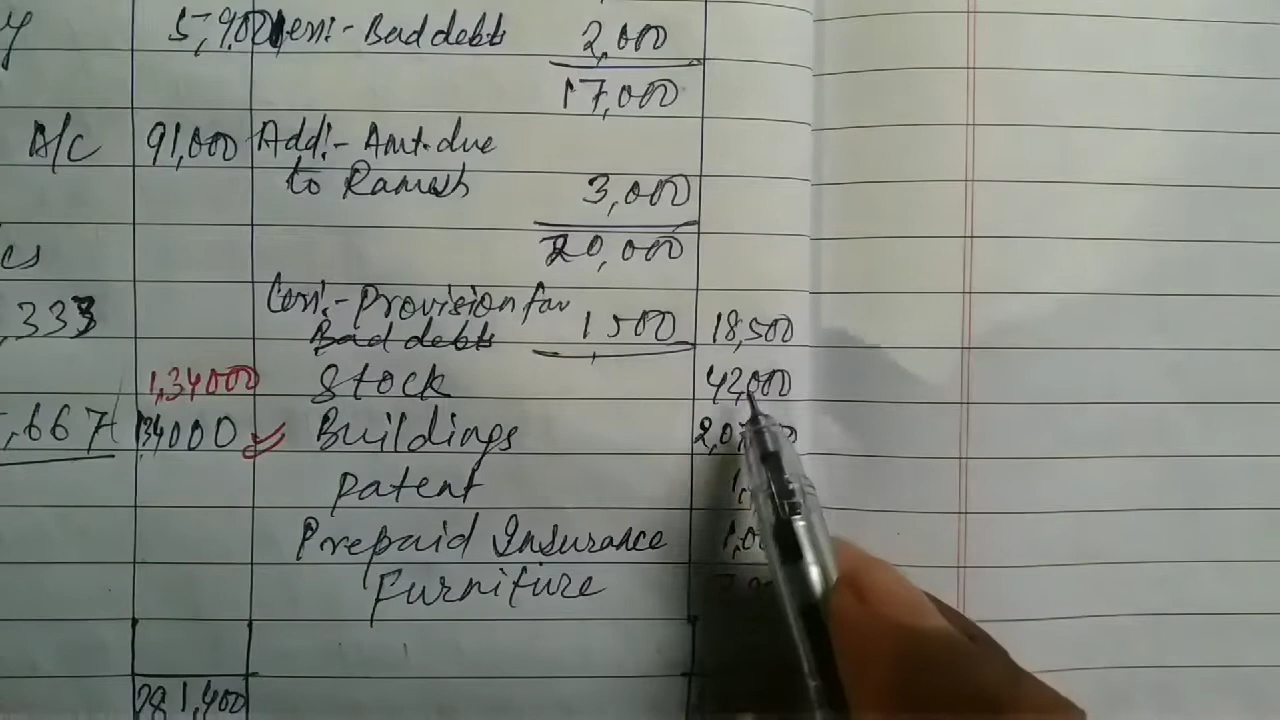 5,900 Less:- Bad debts 2,000
17,000
A/C 91,000 Add:- Amt. due
to Ramesh 3,000
20,000
Less:- Provision for
,333 Bad debts 1500 18,500
1,34000 Stock 42,000
,667 134000 Buildings
Patent
Prepaid Insurance
Furniture
281,400